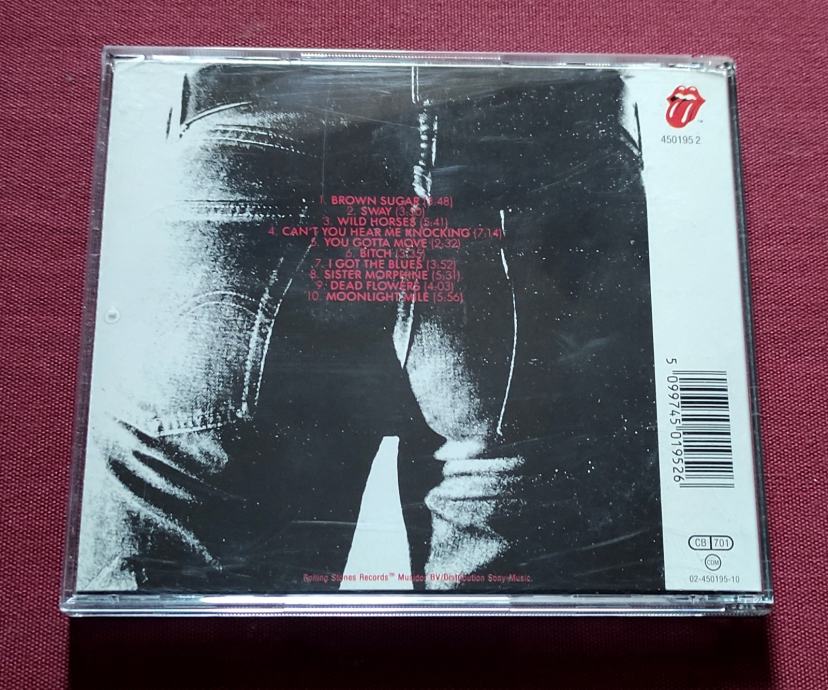 1. BROWN SUGAR (3.48)
2. SWAY (3.50)
3. WILD HORSES (5:41)
4. CAN'T YOU HEAR ME KNOCKING (7:14)
5. YOU GOTTA MOVE (2,32)
6. BITCH (3:35)
7. I GOT THE BLUES (3:52)
8. SISTER MORPHINE (5:31)
9. DEAD FLOWERS (4:03)
10. MOONLIGHT MILE (5:56)
Rolling Stones Records™ Musidor BV/Distribution Sony Music.
450195 2
5 099745 019526
CB 701
CDM
02-450195-10